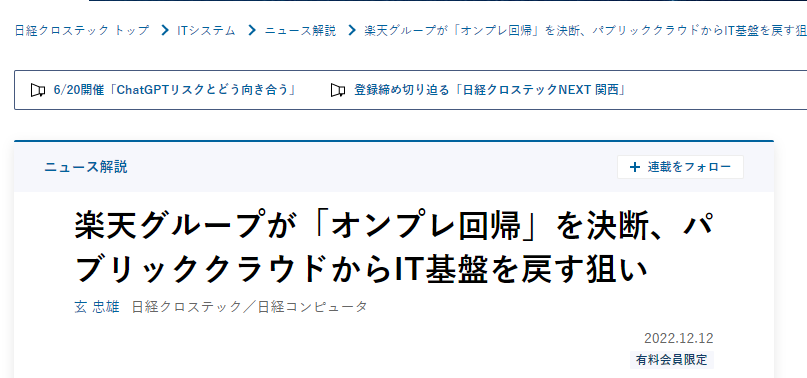 日経クロステック トップ > ITシステム > ニュース解説 > 楽天グループが「オンプレ回帰」を決断、パブリッククラウドからIT基盤を戻す狙
6/20開催「ChatGPTリスクとどう向き合う」 登録締め切り迫る「日経クロステックNEXT 関西」
ニュース解説 + 連載をフォロー
楽天グループが「オンプレ回帰」を決断、パ
ブリッククラウドからIT基盤を戻す狙い
玄 忠雄 日経クロステック／日経コンピュータ
2022.12.12
有料会員限定